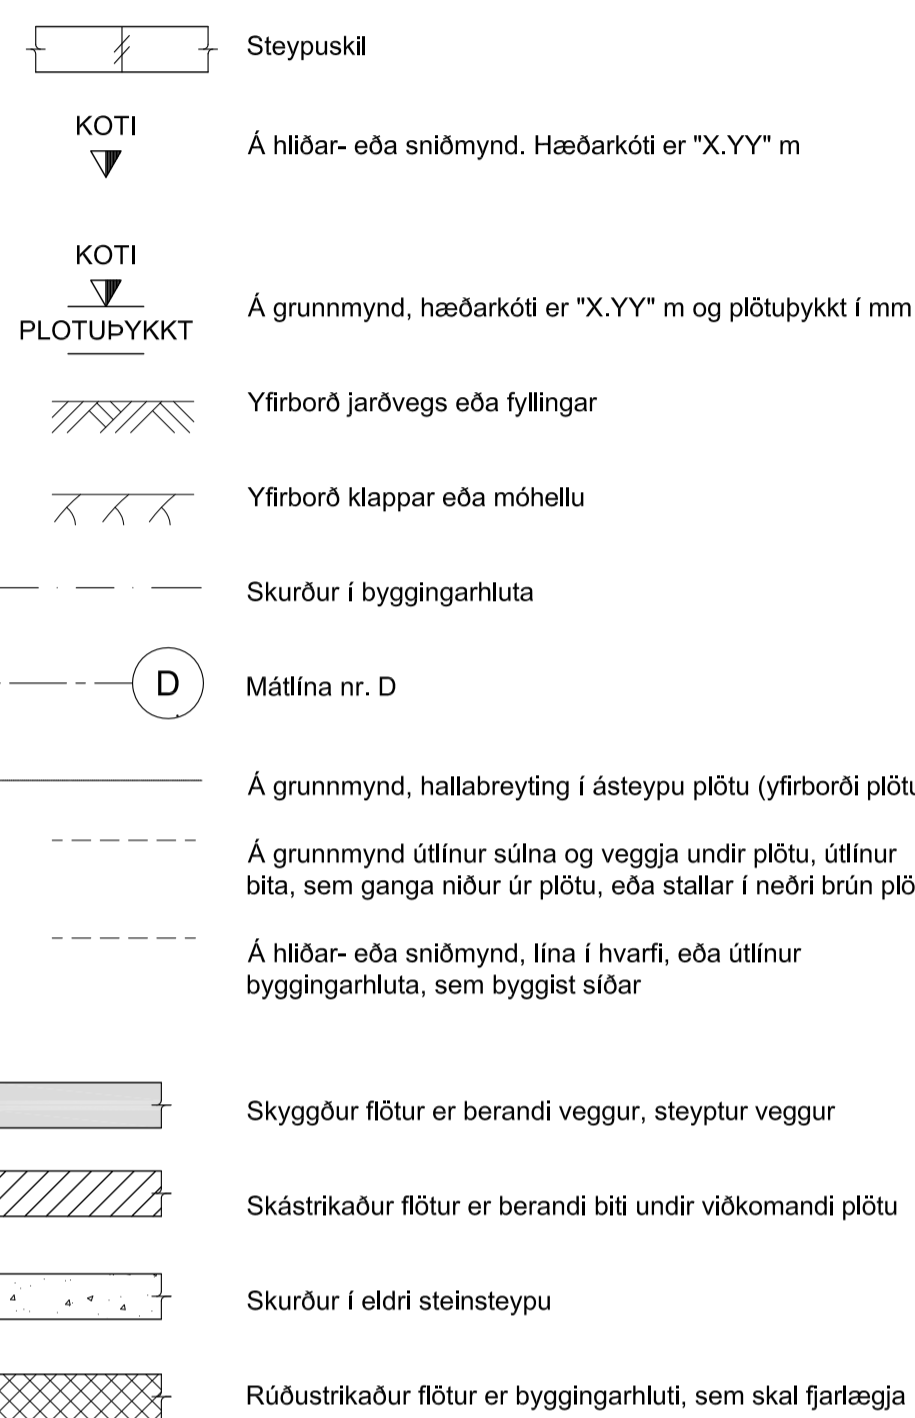 Steypuskil
KOTI
Á hliðar- eða sniðmynd. Hæðarkóti er "X.YY" m
KOTI
PLOTUÞYKKT
Á grunnmynd, hæðarkóti er "X.YY" m og plötuþykkt í mm
Yfirborð jarðvegs eða fyllingar
Yfirborð klappar eða móhellu
Skurður í byggingarhluta
D
Mátlína nr. D
Á grunnmynd, hallabreyting í ásteypu plötu (yfirborði plötu
Á grunnmynd útlínur súlna og veggja undir plötu, útlínur
bita, sem ganga niður úr plötu, eða stallar í neðri brún plö
Á hliðar- eða sniðmynd, lína í hvarfi, eða útlínur
byggingarhluta, sem byggist síðar
Skyggður flötur er berandi veggur, steyptur veggur
Skástrikaður flötur er berandi biti undir viðkomandi plötu
Skurður í eldri steinsteypu
Rúðustrikaður flötur er byggingarhluti, sem skal fjarlægja